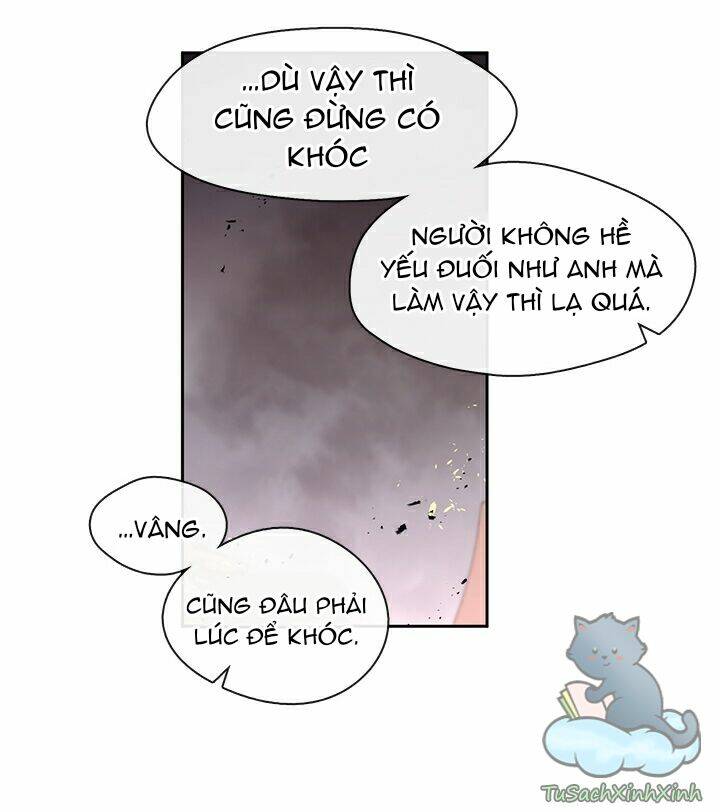 ...DÙ VẬY THÌ
CŨNG ĐỪNG CÓ
KHÓC
NGƯỜI KHÔNG HỀ
YẾU ĐUỐI NHƯ ANH MÀ
LÀM VẬY THÌ LẠ QUÁ.
...VÂNG.
CŨNG ĐÂU PHẢI
LÚC ĐỂ KHÓC.
TuSachXinhXinh